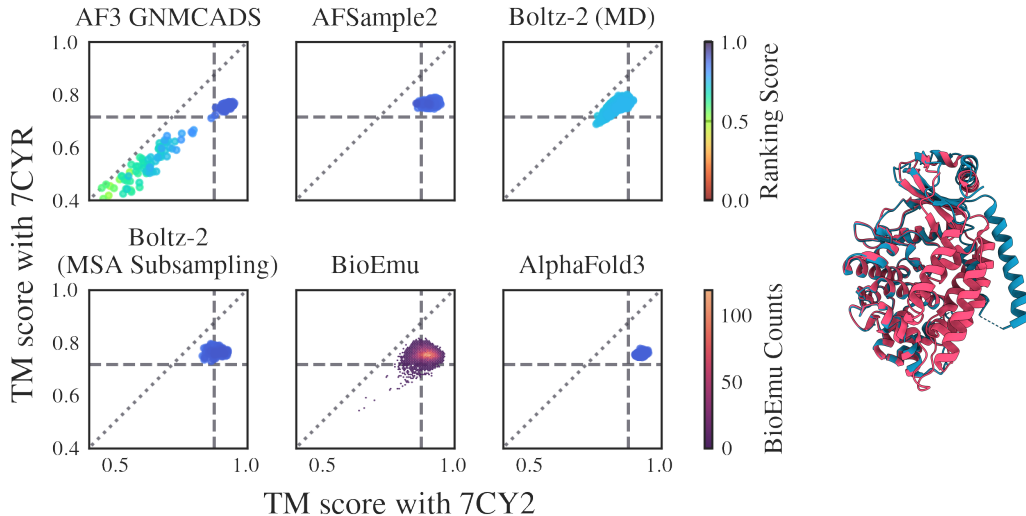 AF3 GNMCADS
AFSample2
Boltz-2 (MD)
1.0
0.8
0.6
0.4
1.0
0.5
0.0
Ranking Score
TM score with 7CYR
Boltz-2
(MSA Subsampling)
BioEmu
AlphaFold3
1.0
0.8
0.6
0.4
0.5
1.0
0.5
1.0
0.5
1.0
100
50
0
BioEmu Counts
TM score with 7CY2